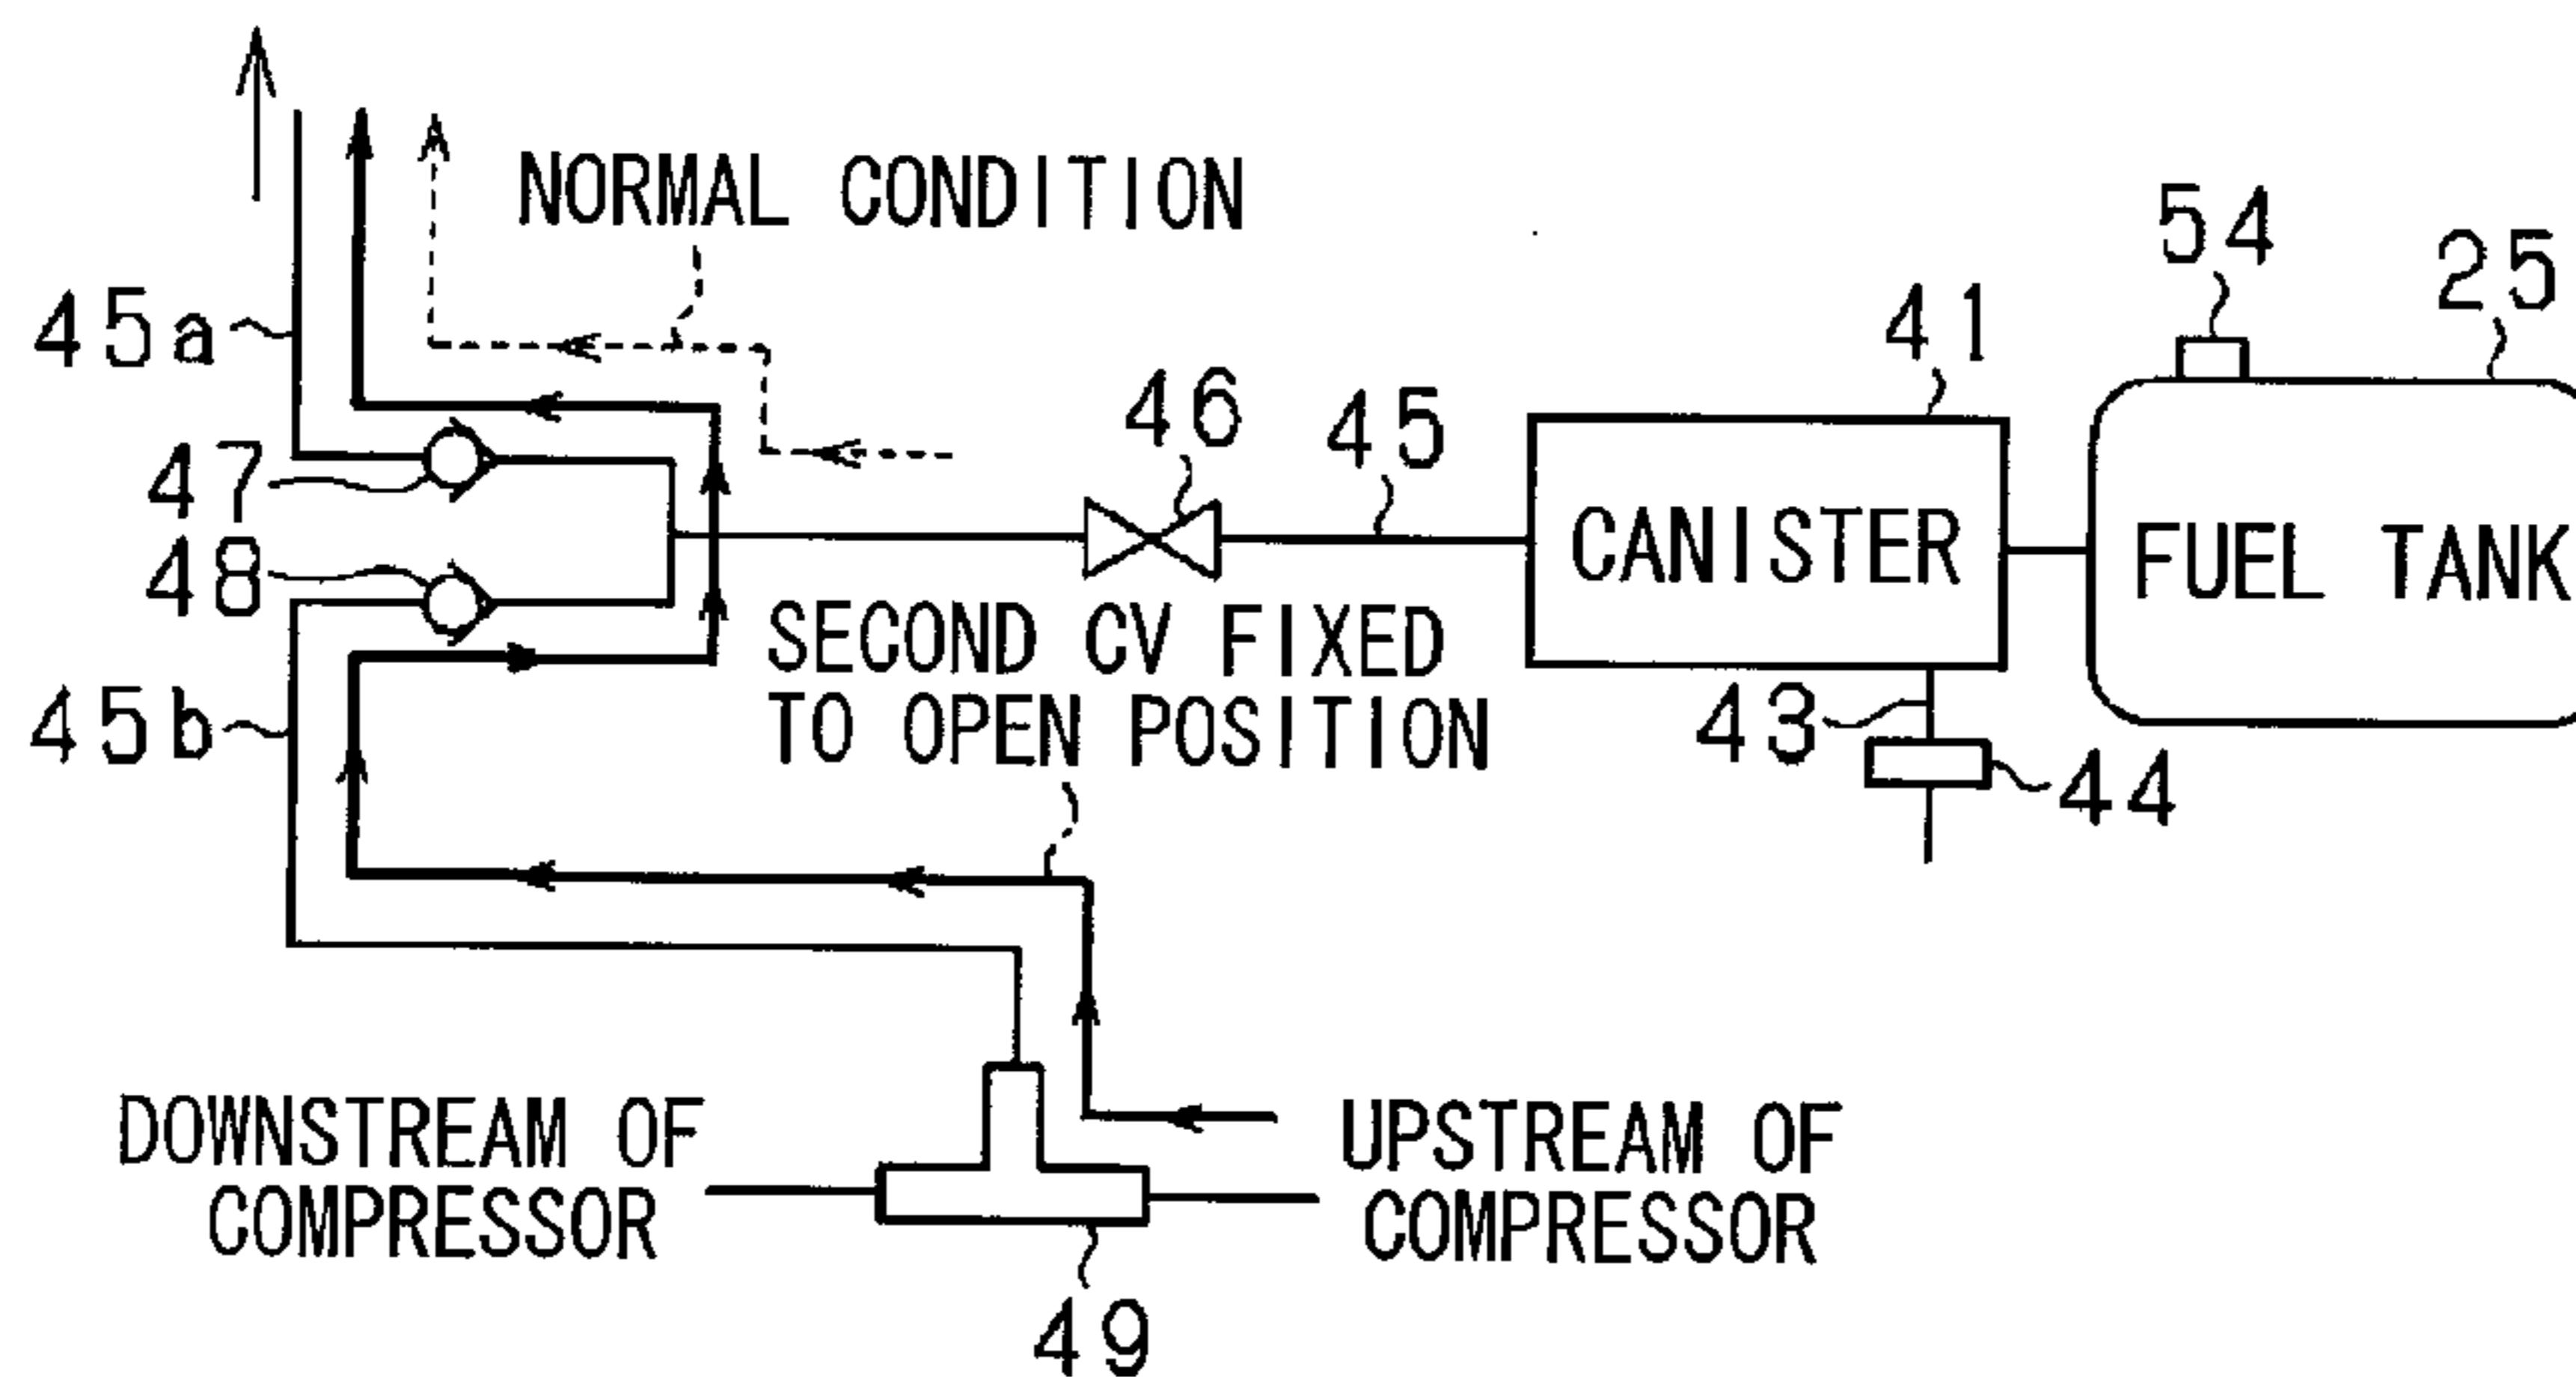 NORMAL CONDITION
54
25
45a
41
46
45
47
CANISTER
FUEL TANK
48
SECOND CV FIXED
TO OPEN POSITION
45b
43
44
DOWNSTREAM OF
COMPRESSOR
UPSTREAM OF
COMPRESSOR
49